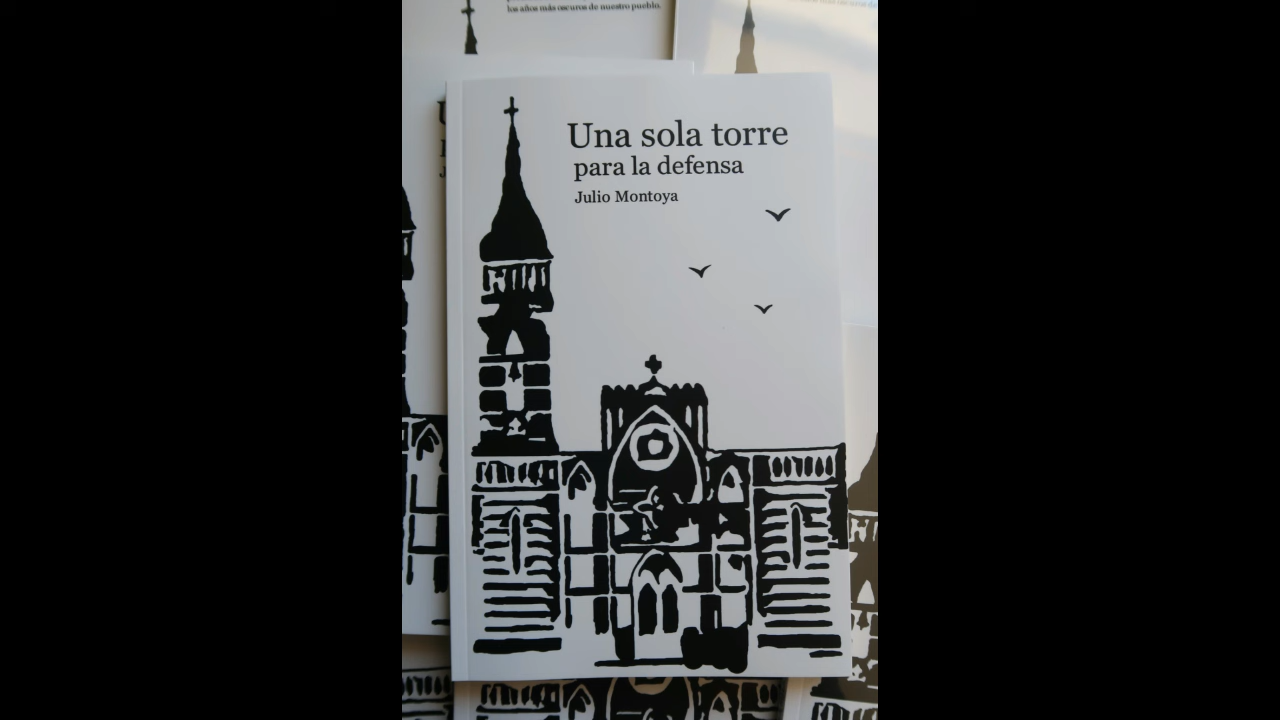 los años más oscuros de nuestro pueblo.
Una sola torre
para la defensa
Julio Montoya